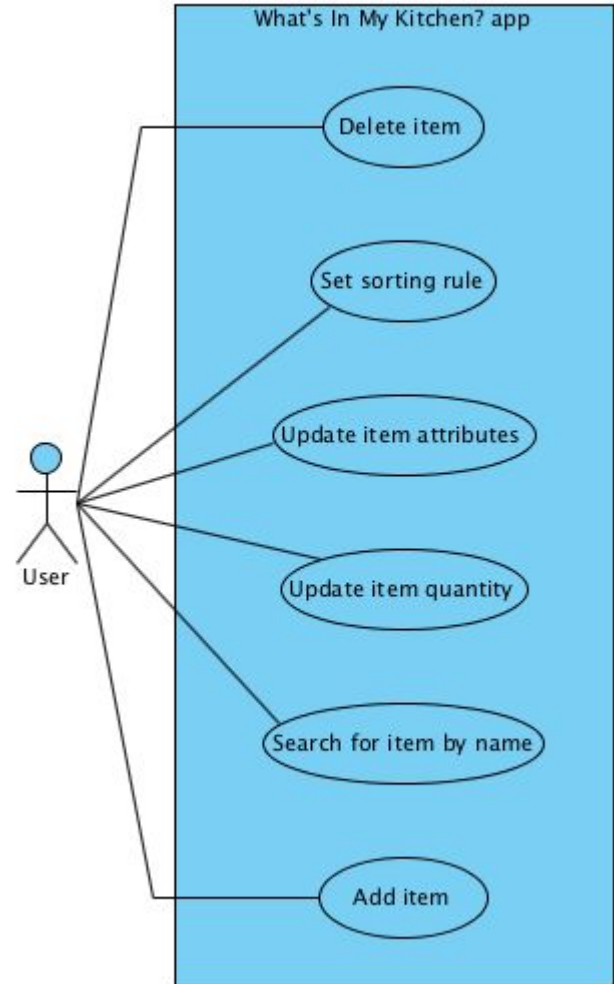 What's In My Kitchen? app
Delete item
Set sorting rule
Update item attributes
User
Update item quantity
Search for item by name
Add item